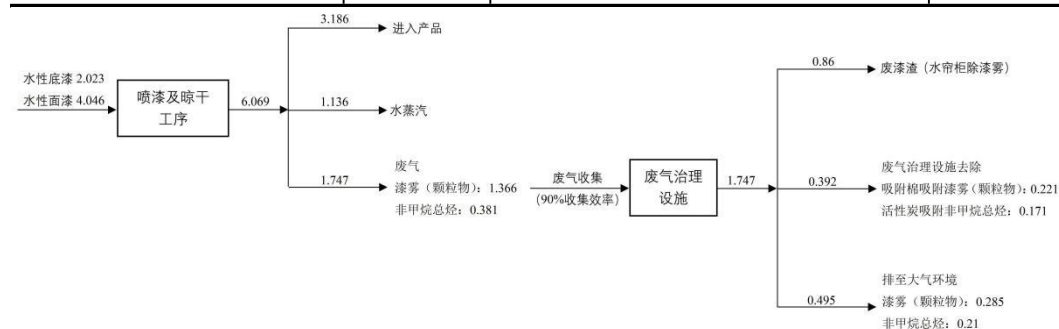 水性底漆 2.023
水性面漆 4.046
喷漆及晾干
工序
6.069
3.186
进入产品
1.136
水蒸汽
1.747
废气
漆雾（颗粒物）：1.366
非甲烷总烃：0.381
废气收集
(90%收集效率)
废气治理
设施
1.747
0.86
废漆渣（水帘柜除漆雾）
0.392
废气治理设施去除
吸附棉吸附漆雾（颗粒物）：0.221
活性炭吸附非甲烷总烃：0.171
0.495
排至大气环境
漆雾（颗粒物）：0.285
非甲烷总烃：0.21